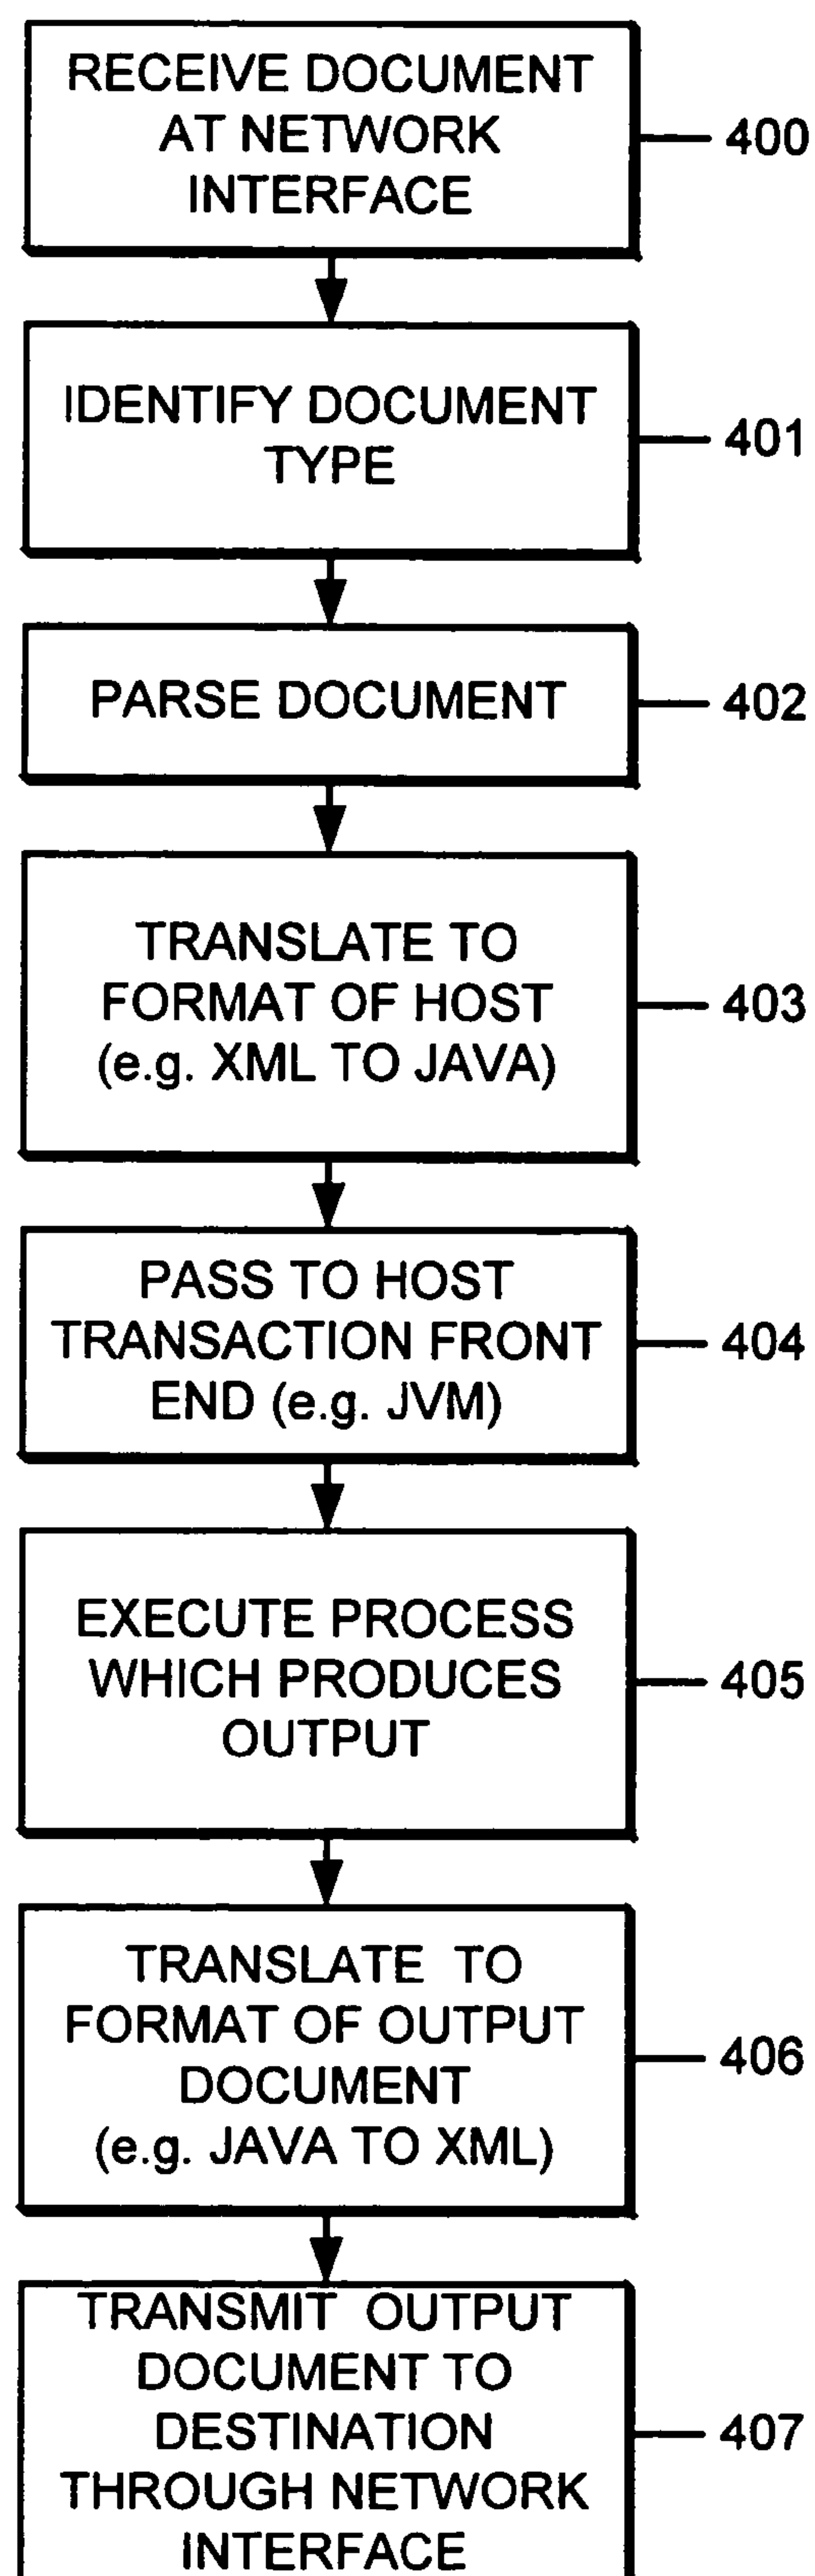 RECEIVE DOCUMENT
AT NETWORK
INTERFACE
400
IDENTIFY DOCUMENT
TYPE
401
PARSE DOCUMENT
402
TRANSLATE TO
FORMAT OF HOST
(e.g. XML TO JAVA)
403
PASS TO HOST
TRANSACTION FRONT
END (e.g. JVM)
404
EXECUTE PROCESS
WHICH PRODUCES
OUTPUT
405
TRANSLATE TO
FORMAT OF OUTPUT
DOCUMENT
(e.g. JAVA TO XML)
406
TRANSMIT OUTPUT
DOCUMENT TO
DESTINATION
THROUGH NETWORK
INTERFACE
407